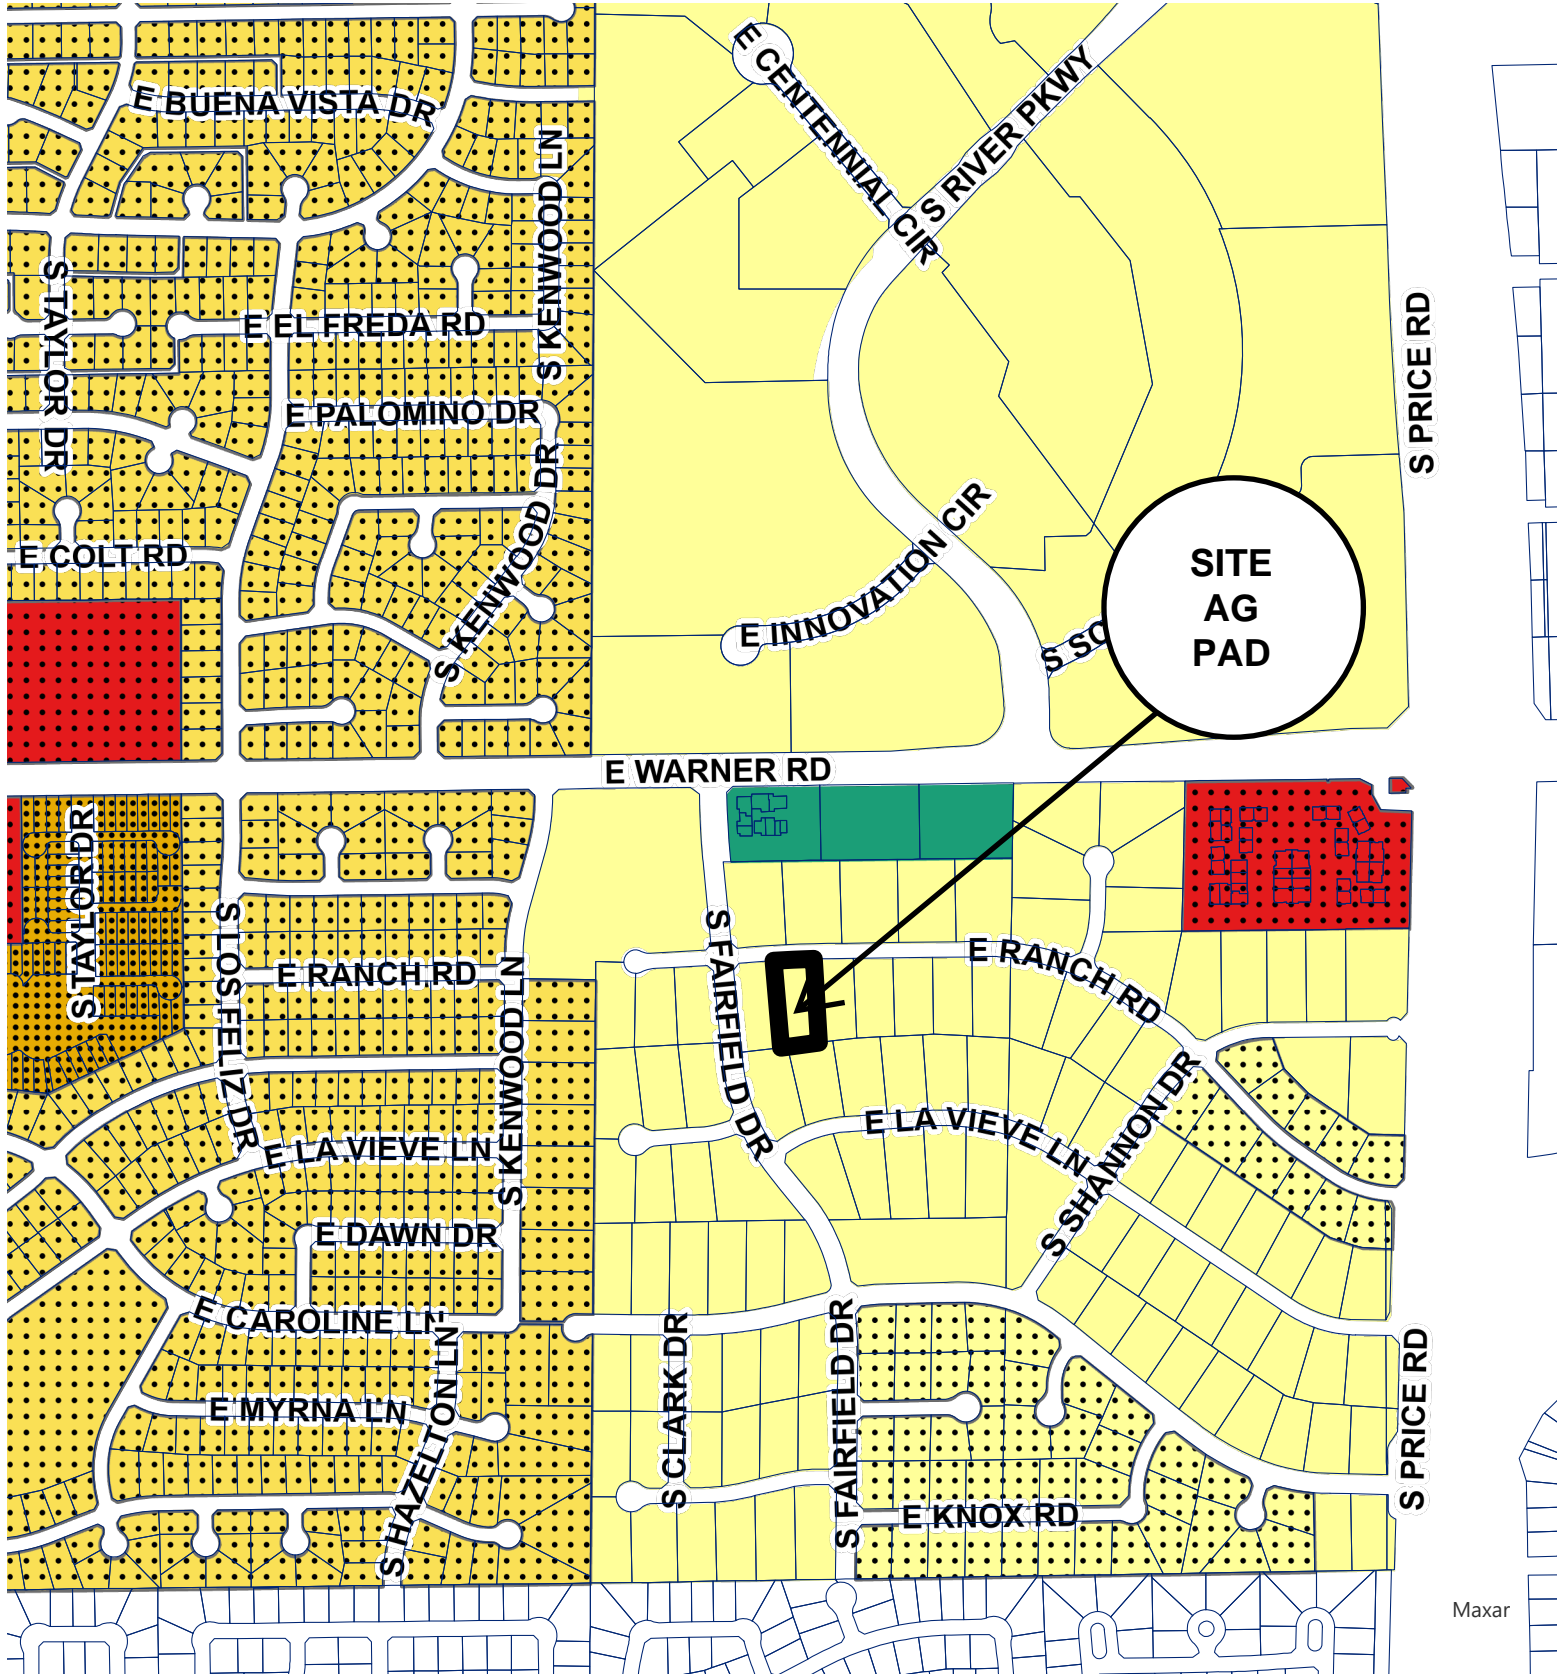 E CENTENNIAL CIR
S RIVER PKWY
E BUENA VISTA DR
S KENWOOD LN
S TAYLOR DR
E EL FREDA RD
S PRICE RD
E PALOMINO DR
S KENWOOD DR
E INNOVATION CIR
E COLT RD
SITE
AG
PAD
S SO
E WARNER RD
S TAYLOR DR
S LOS FELIZ DR
S FAIRFIELD DR
E RANCH RD
E RANCH RD
S KENWOOD LN
S SHANNON DR
E LA VIEVE LN
E LA VIEVE LN
E DAWN DR
E CAROLINE LN
S HAZELTON LN
S CLARK DR
S FAIRFIELD DR
S PRICE RD
E MYRNA LN
E KNOX RD
Maxar